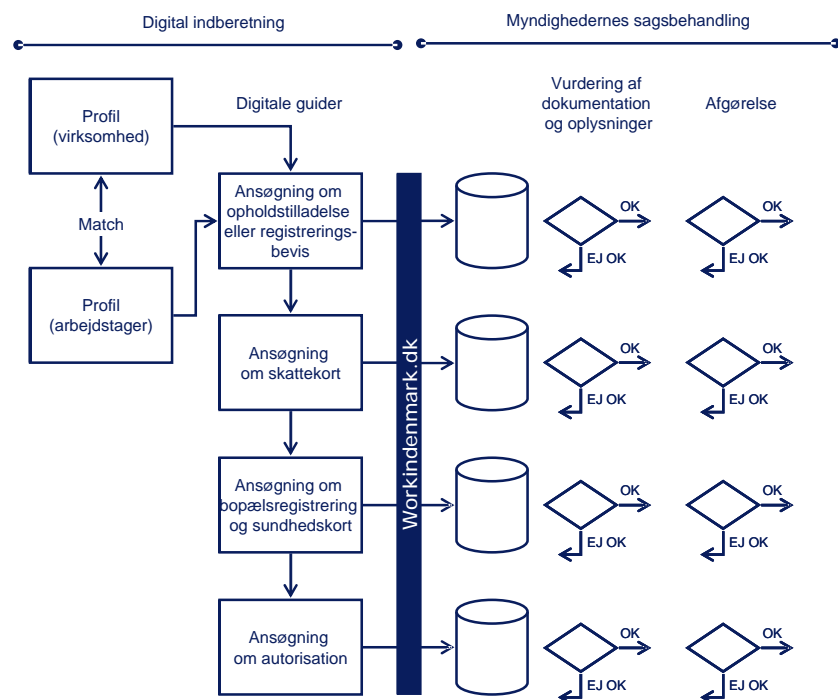 Digital indberetning
Myndighedernes sagsbehandling
Digitale guider
Vurdering af
dokumentation
og oplysninger
Afgørelse
Profil
(virksomhed)
Match
Profil
(arbejdstager)
Ansøgning om
opholdstilladelse
eller registrerings-
bevis
OK
EJ OK
OK
EJ OK
Ansøgning
om skattekort
OK
EJ OK
OK
EJ OK
Ansøgning om
bopælsregistrering
og sundhedskort
OK
EJ OK
OK
EJ OK
Ansøgning
om autorisation
OK
EJ OK
OK
EJ OK
Workindenmark.dk